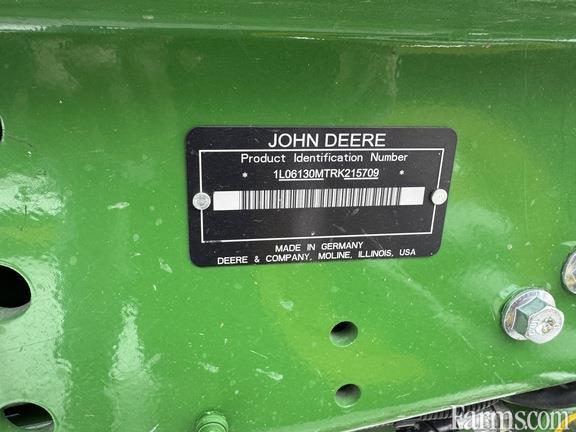 JOHN DEERE
Product Identification Number
* 1L06130MTRK215709 *
MADE IN GERMANY
DEERE & COMPANY, MOLINE, ILLINOIS, USA
Farms.com